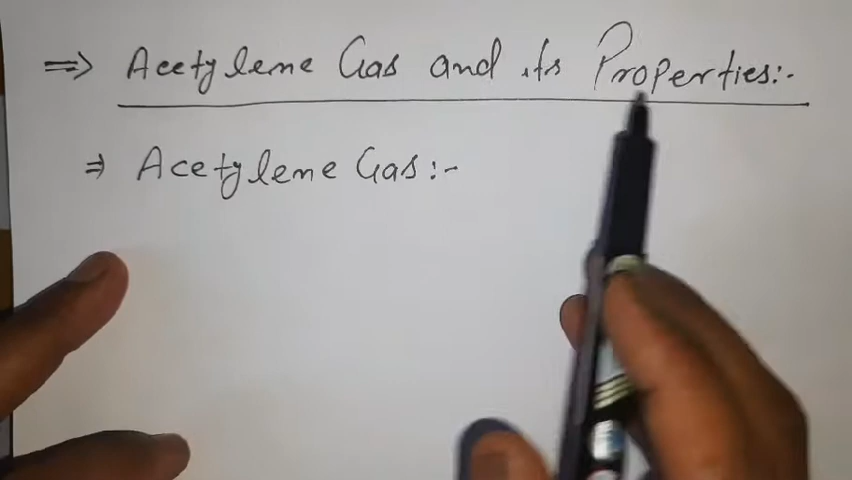 ⇒ Acetylene Gas and its Properties:-
⇒ Acetylene Gas:-